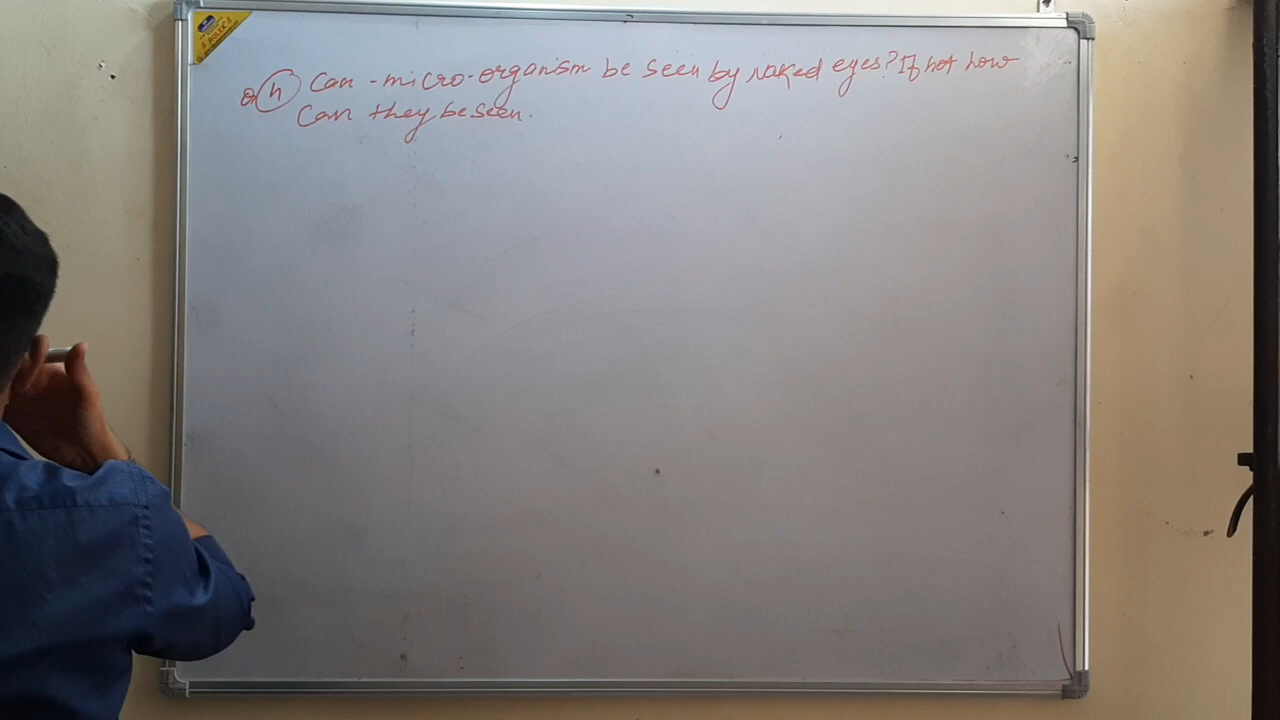 Q (h) Can -micro-organism be seen by naked eyes? If not how
Can they be seen.